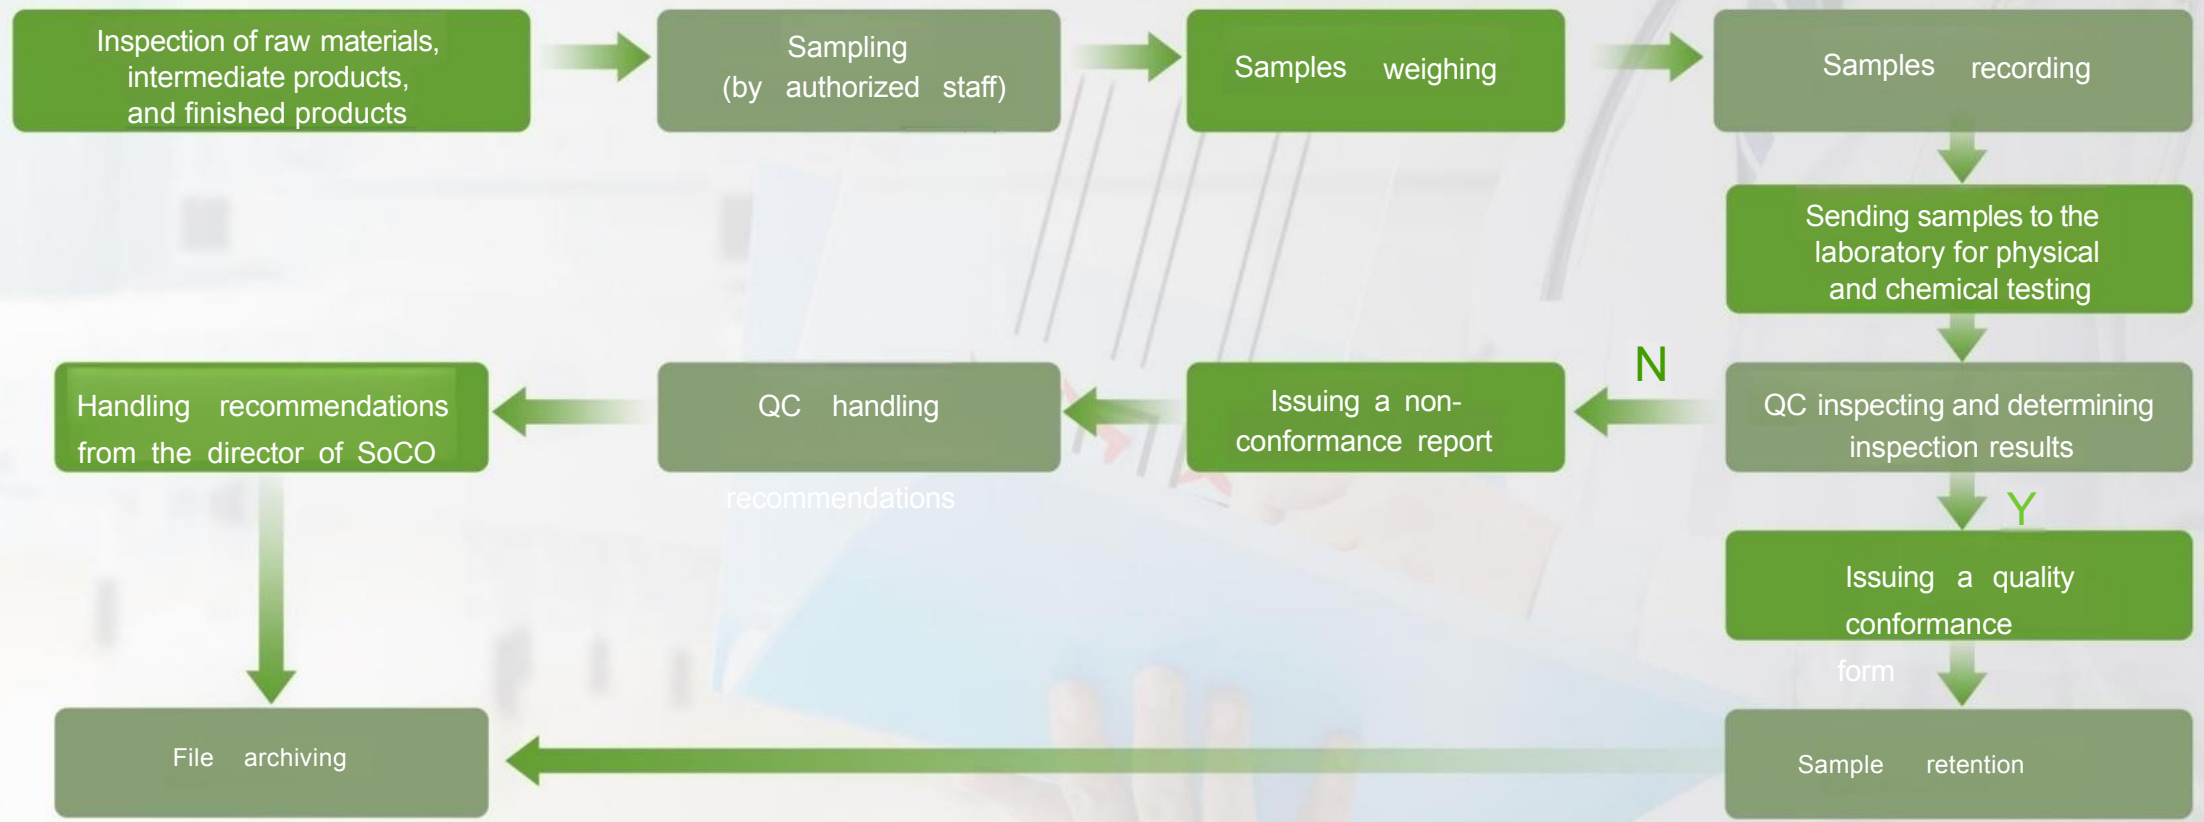 Inspection of raw materials,
intermediate products,
and finished products
Sampling
(by authorized staff)
Samples weighing
Samples recording
Sending samples to the
laboratory for physical
and chemical testing
QC inspecting and determining
inspection results
N
Issuing a non-
conformance report
QC handling
recommendations
Handling recommendations
from the director of SoCO
Y
Issuing a quality
conformance
form
Sample retention
File archiving